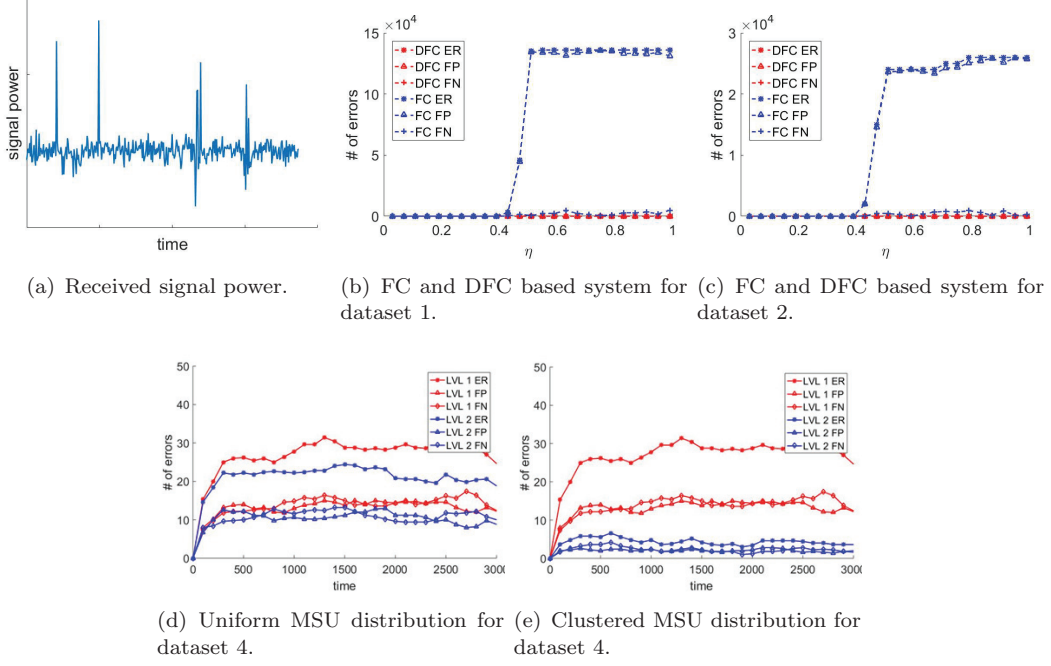 signal power
time
(a) Received signal power.
×10⁴
15
10
5
0
# of errors
DFC ER
DFC FP
DFC FN
FC ER
FC FP
FC FN
0 0.2 0.4 0.6 0.8 1
η
(b) FC and DFC based system for
dataset 1.
×10⁴
3
2
1
0
# of errors
DFC ER
DFC FP
DFC FN
FC ER
FC FP
FC FN
0 0.2 0.4 0.6 0.8 1
η
(c) FC and DFC based system for
dataset 2.
50
40
30
20
10
0
# of errors
LVL 1 ER
LVL 1 FP
LVL 1 FN
LVL 2 ER
LVL 2 FP
LVL 2 FN
0 500 1000 1500 2000 2500 3000
time
(d) Uniform MSU distribution for
dataset 4.
50
40
30
20
10
0
# of errors
LVL 1 ER
LVL 1 FP
LVL 1 FN
LVL 2 ER
LVL 2 FP
LVL 2 FN
0 500 1000 1500 2000 2500 3000
time
(e) Clustered MSU distribution for
dataset 4.